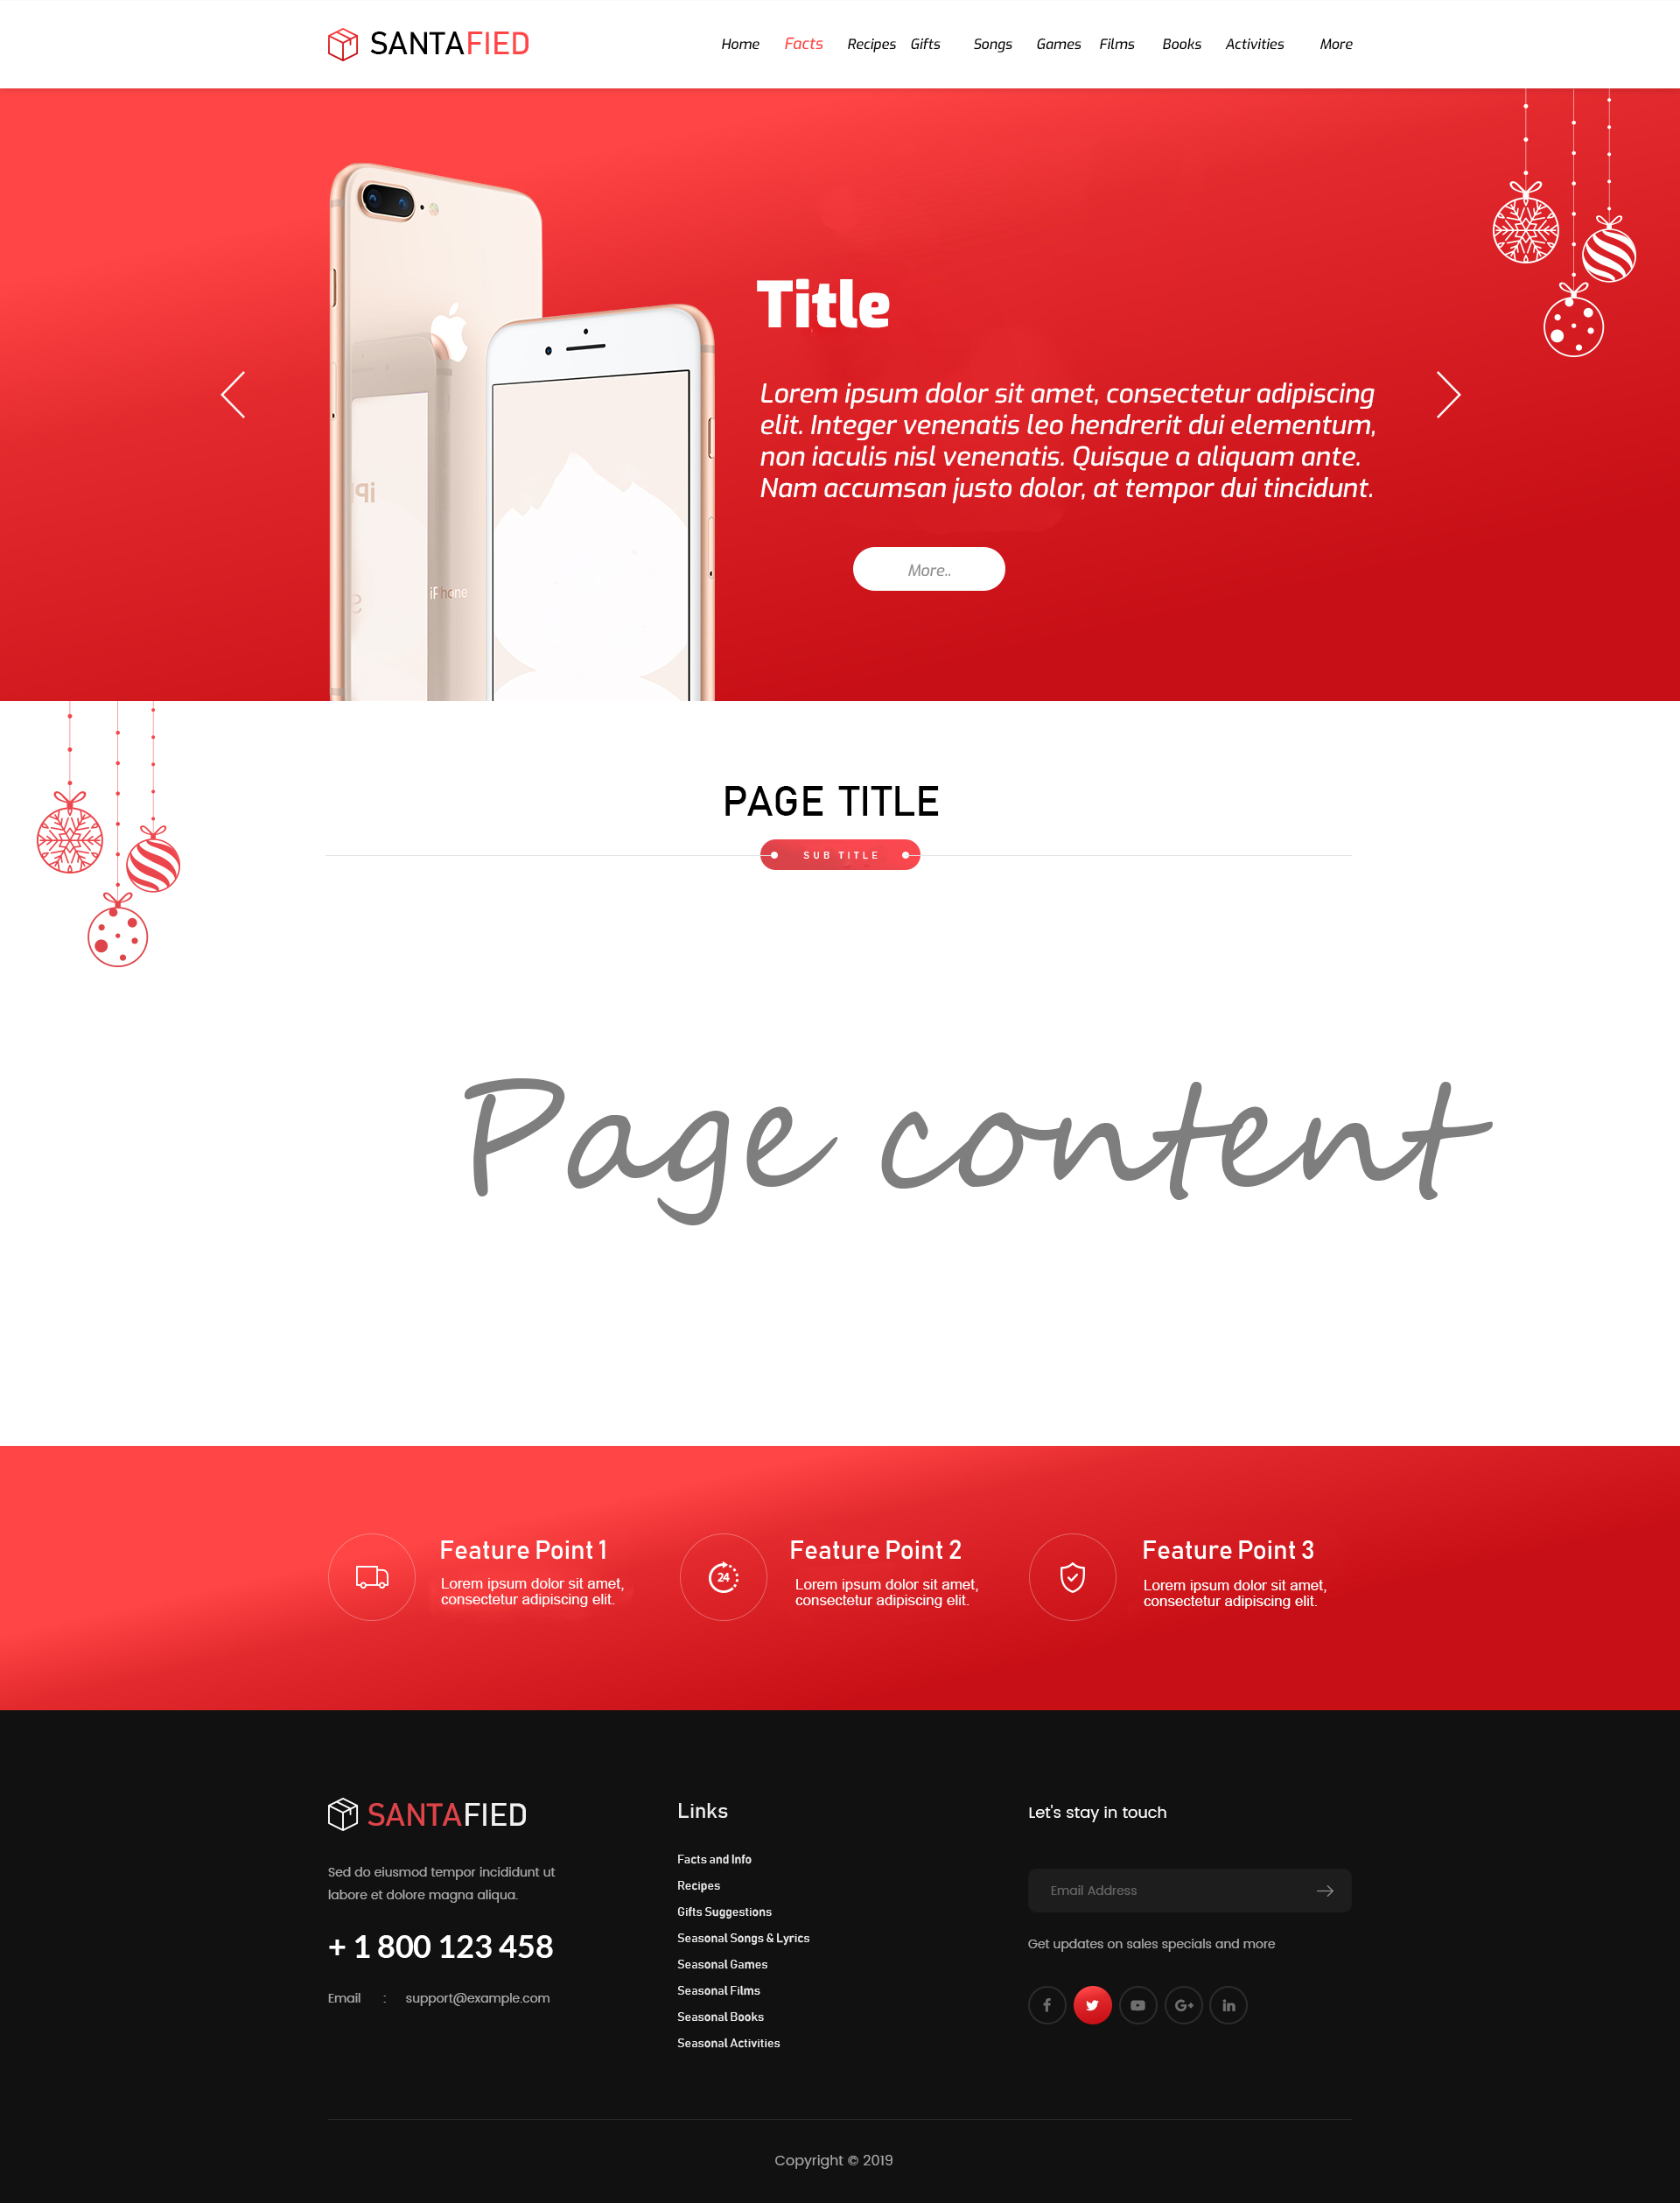 SANTAFIED
Home Facts Recipes Gifts Songs Games Films Books Activities More
Title
Lorem ipsum dolor sit amet, consectetur adipiscing
elit. Integer venenatis leo hendrerit dui elementum,
non iaculis nisl venenatis. Quisque a aliquam ante.
Nam accumsan justo dolor, at tempor dui tincidunt.
More..
iPhone
PAGE TITLE
SUB TITLE
Page content
Feature Point 1
Lorem ipsum dolor sit amet,
consectetur adipiscing elit.
24
Feature Point 2
Lorem ipsum dolor sit amet,
consectetur adipiscing elit.
Feature Point 3
Lorem ipsum dolor sit amet,
consectetur adipiscing elit.
SANTAFIED
Sed do eiusmod tempor incididunt ut
labore et dolore magna aliqua.
+ 1 800 123 458
Email : support@example.com
Links
Facts and Info
Recipes
Gifts Suggestions
Seasonal Songs & Lyrics
Seasonal Games
Seasonal Films
Seasonal Books
Seasonal Activities
Let's stay in touch
Email Address
Get updates on sales specials and more
Copyright © 2019